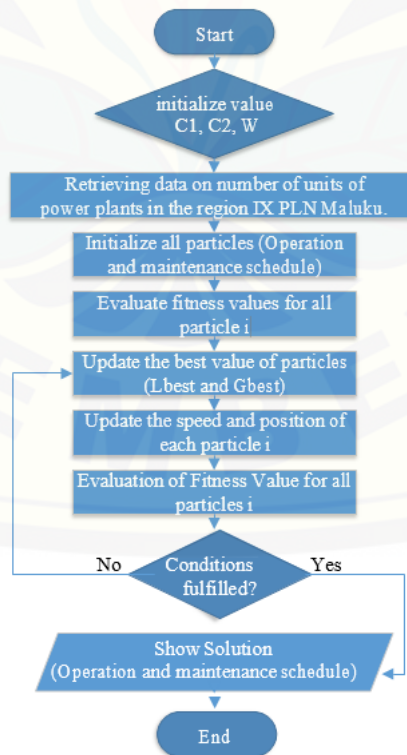 Start
initialize value
C1, C2, W
Retrieving data on number of units of
power plants in the region IX PLN Maluku.
Initialize all particles (Operation
and maintenance schedule)
Evaluate fitness values for all
particle i
Update the best value of particles
(Lbest and Gbest)
Update the speed and position of
each particle i
Evaluation of Fitness Value for all
particles i
No
Conditions
fulfilled?
Yes
Show Solution
(Operation and maintenance schedule)
End